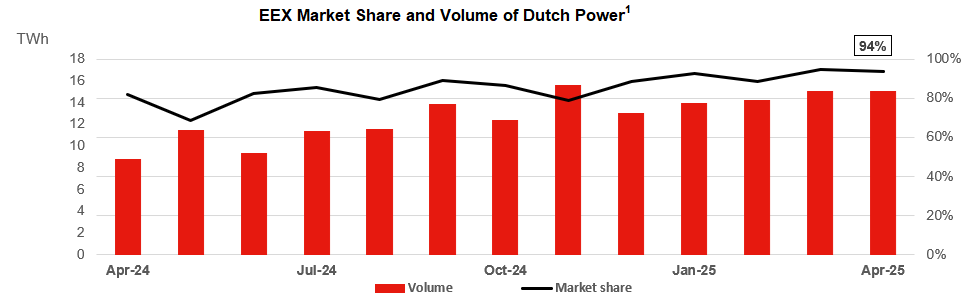 EEX Market Share and Volume of Dutch Power1
TWh
94%
18 100%
16
14 80%
12
10 60%
8 40%
6
4 20%
2
0 0%
Apr-24 Jul-24 Oct-24 Jan-25 Apr-25
Volume Market share